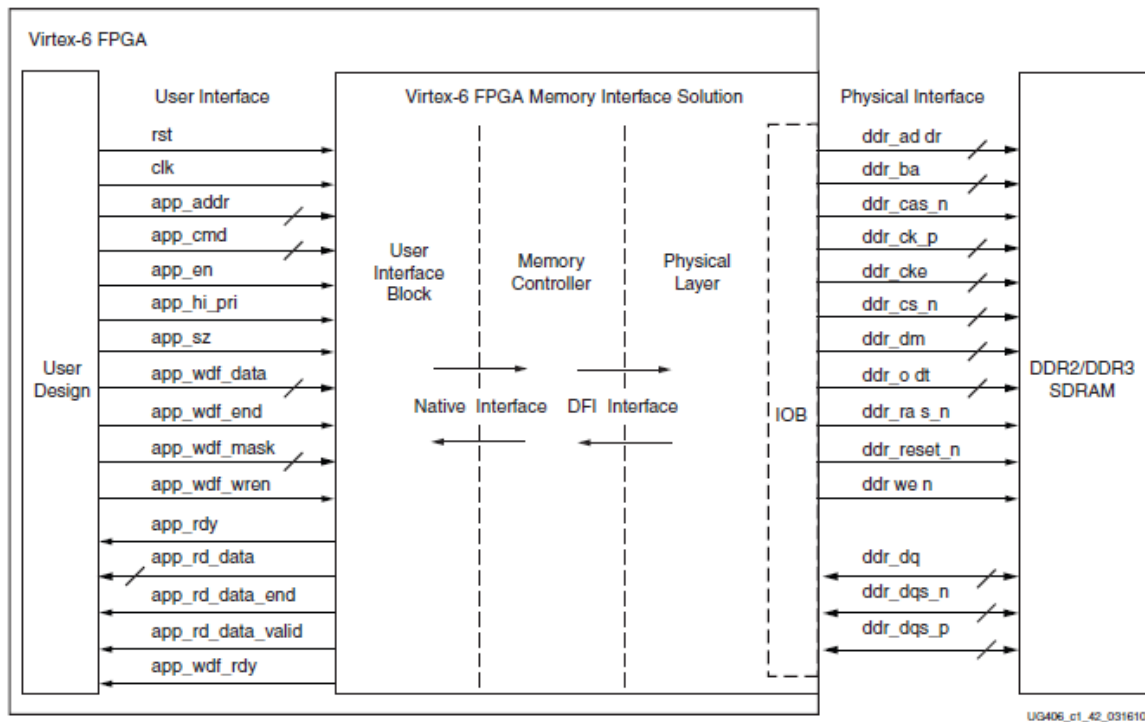 Virtex-6 FPGA
User Interface
Virtex-6 FPGA Memory Interface Solution
Physical Interface
rst
clk
app_addr
app_cmd
app_en
app_hi_pri
app_sz
app_wdf_data
app_wdf_end
app_wdf_mask
app_wdf_wren
app_rdy
app_rd_data
app_rd_data_end
app_rd_data_valid
app_wdf_rdy
User
Design
User
Interface
Block
Memory
Controller
Physical
Layer
Native Interface
DFI Interface
IOB
ddr_ad dr
ddr_ba
ddr_cas_n
ddr_ck_p
ddr_cke
ddr_cs_n
ddr_dm
ddr_o dt
ddr_ra s_n
ddr_reset_n
ddr we n
ddr_dq
ddr_dqs_n
ddr_dqs_p
DDR2/DDR3
SDRAM
UG406_c1_42_031610